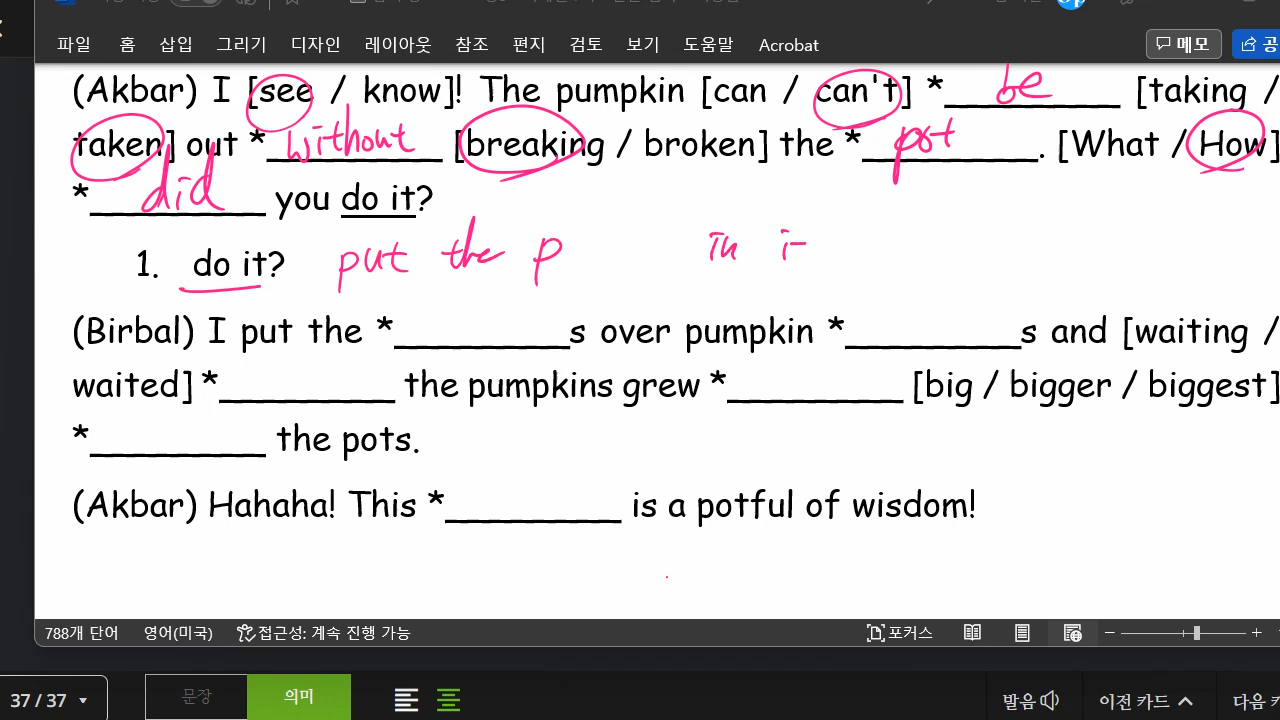 파일 홈 삽입 그리기 디자인 레이아웃 참조 편지 검토 보기 도움말 Acrobat 메모
(Akbar) I [see / know]! The pumpkin [can / can't] *be [taking /
taken] out *without [breaking / broken] the *pot. [What / How]
*did you do it?
1. do it? put the p in i
(Birbal) I put the *_________s over pumpkin *_________s and [waiting /
waited] *_________ the pumpkins grew *_________ [big / bigger / biggest]
*_________ the pots.
(Akbar) Hahaha! This *_________ is a potful of wisdom!
788개 단어 영어(미국) 접근성: 계속 진행 가능 포커스
37 / 37 문장 의미 발음 이전 카드 다음